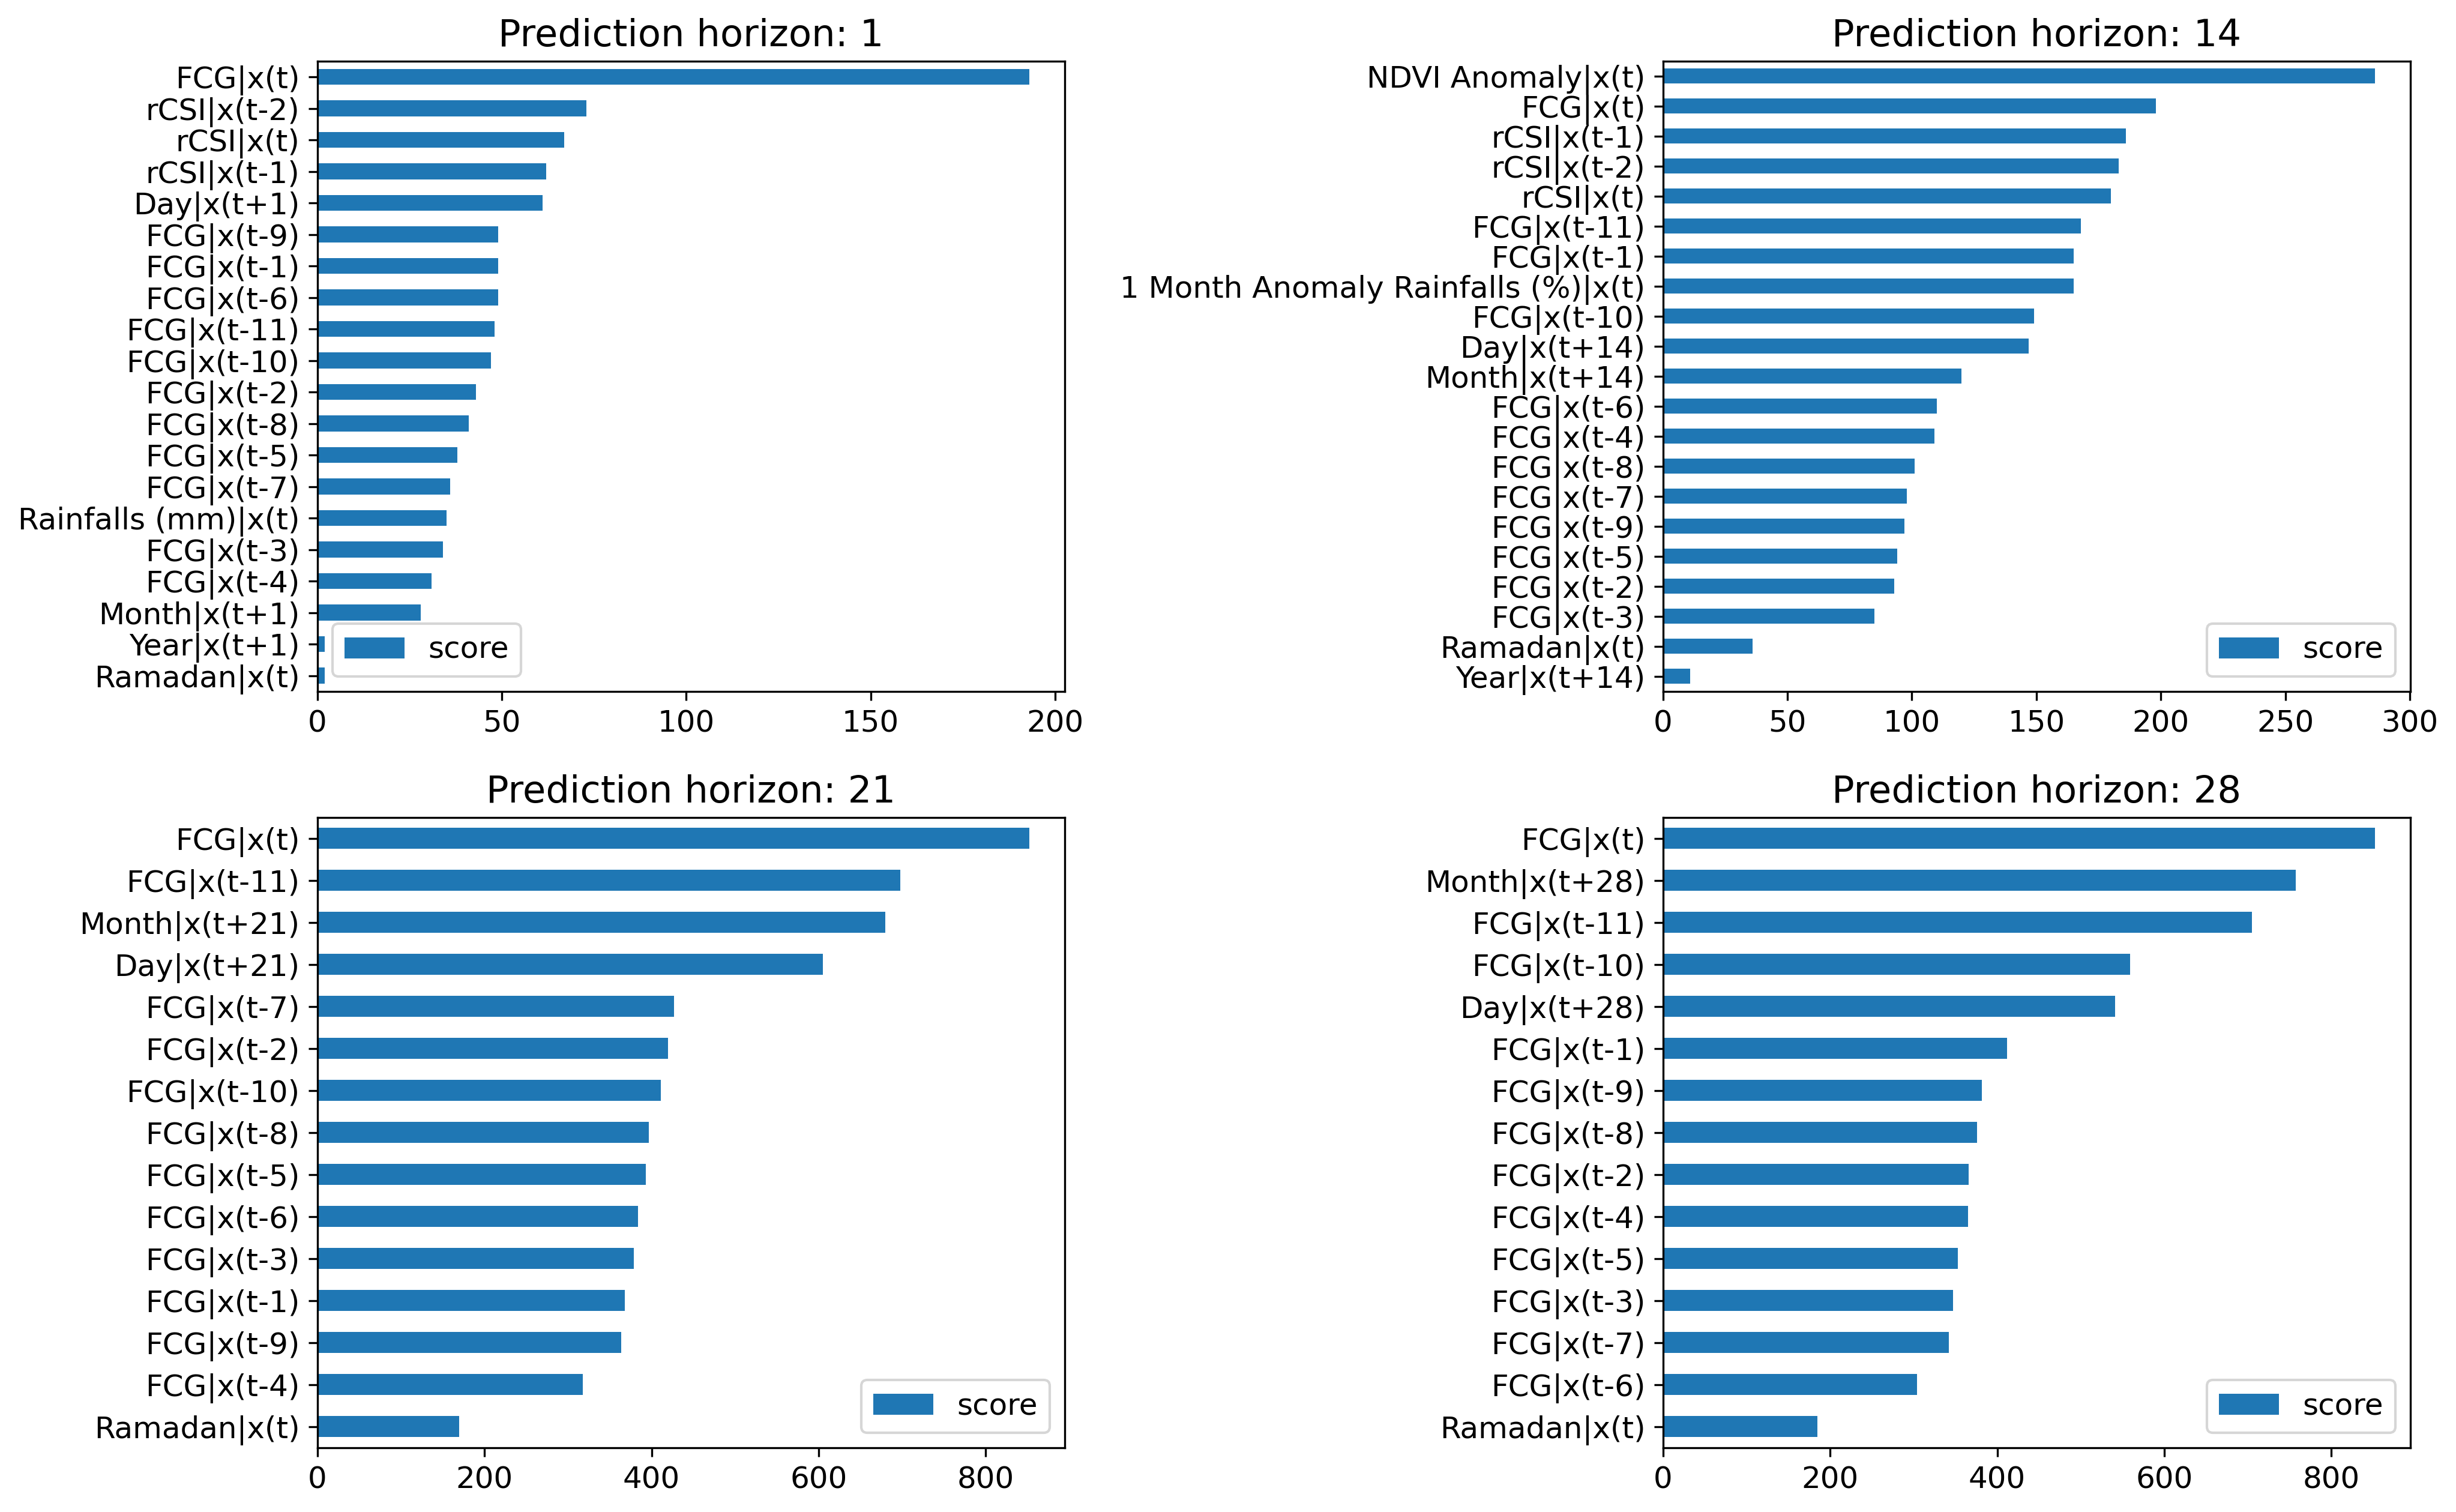 Prediction horizon: 1
FCG|x(t)
rCSI|x(t-2)
rCSI|x(t)
rCSI|x(t-1)
Day|x(t+1)
FCG|x(t-9)
FCG|x(t-1)
FCG|x(t-6)
FCG|x(t-11)
FCG|x(t-10)
FCG|x(t-2)
FCG|x(t-8)
FCG|x(t-5)
FCG|x(t-7)
Rainfalls (mm)|x(t)
FCG|x(t-3)
FCG|x(t-4)
Month|x(t+1)
Year|x(t+1)
Ramadan|x(t)
score
0 50 100 150 200
Prediction horizon: 14
NDVI Anomaly|x(t)
FCG|x(t)
rCSI|x(t-1)
rCSI|x(t-2)
rCSI|x(t)
FCG|x(t-11)
FCG|x(t-1)
1 Month Anomaly Rainfalls (%)|x(t)
FCG|x(t-10)
Day|x(t+14)
Month|x(t+14)
FCG|x(t-6)
FCG|x(t-4)
FCG|x(t-8)
FCG|x(t-7)
FCG|x(t-9)
FCG|x(t-5)
FCG|x(t-2)
FCG|x(t-3)
Ramadan|x(t)
Year|x(t+14)
score
0 50 100 150 200 250 300
Prediction horizon: 21
FCG|x(t)
FCG|x(t-11)
Month|x(t+21)
Day|x(t+21)
FCG|x(t-7)
FCG|x(t-2)
FCG|x(t-10)
FCG|x(t-8)
FCG|x(t-5)
FCG|x(t-6)
FCG|x(t-3)
FCG|x(t-1)
FCG|x(t-9)
FCG|x(t-4)
Ramadan|x(t)
score
0 200 400 600 800
Prediction horizon: 28
FCG|x(t)
Month|x(t+28)
FCG|x(t-11)
FCG|x(t-10)
Day|x(t+28)
FCG|x(t-1)
FCG|x(t-9)
FCG|x(t-8)
FCG|x(t-2)
FCG|x(t-4)
FCG|x(t-5)
FCG|x(t-3)
FCG|x(t-7)
FCG|x(t-6)
Ramadan|x(t)
score
0 200 400 600 800